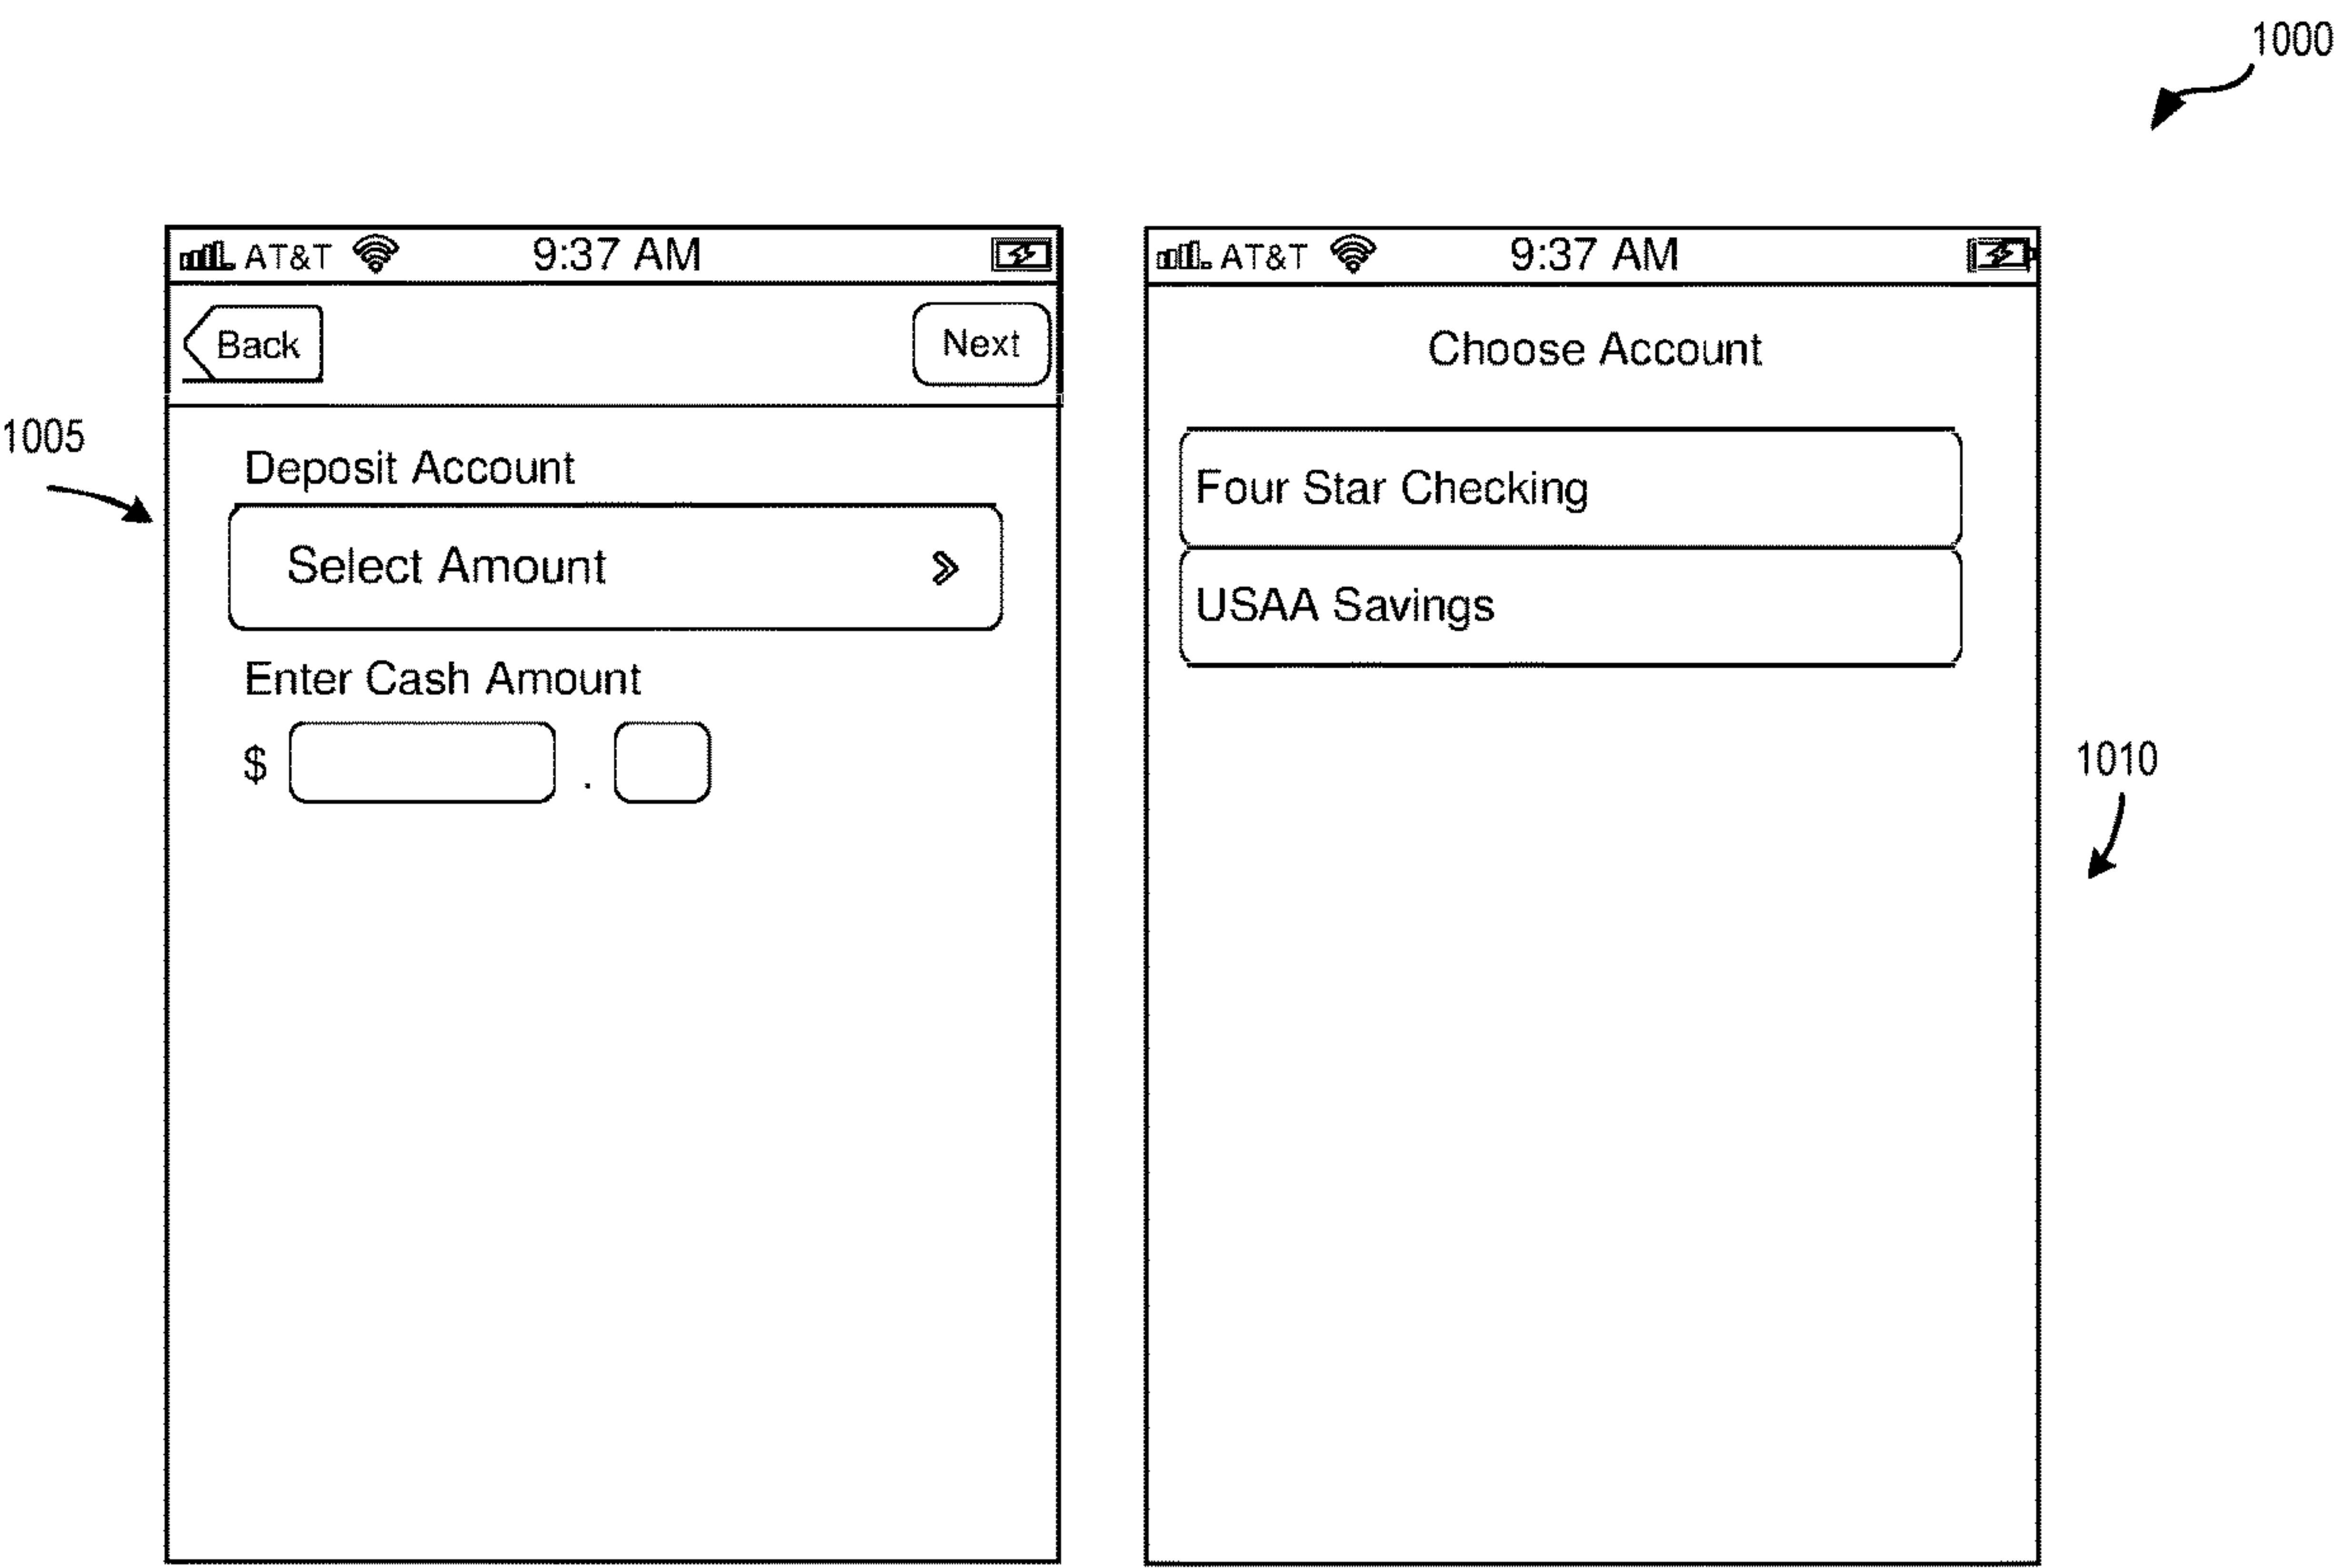 1000
AT&T 9:37 AM
Back Next
1005
Deposit Account
Select Amount »
Enter Cash Amount
$ .
AT&T 9:37 AM
Choose Account
Four Star Checking
USAA Savings
1010